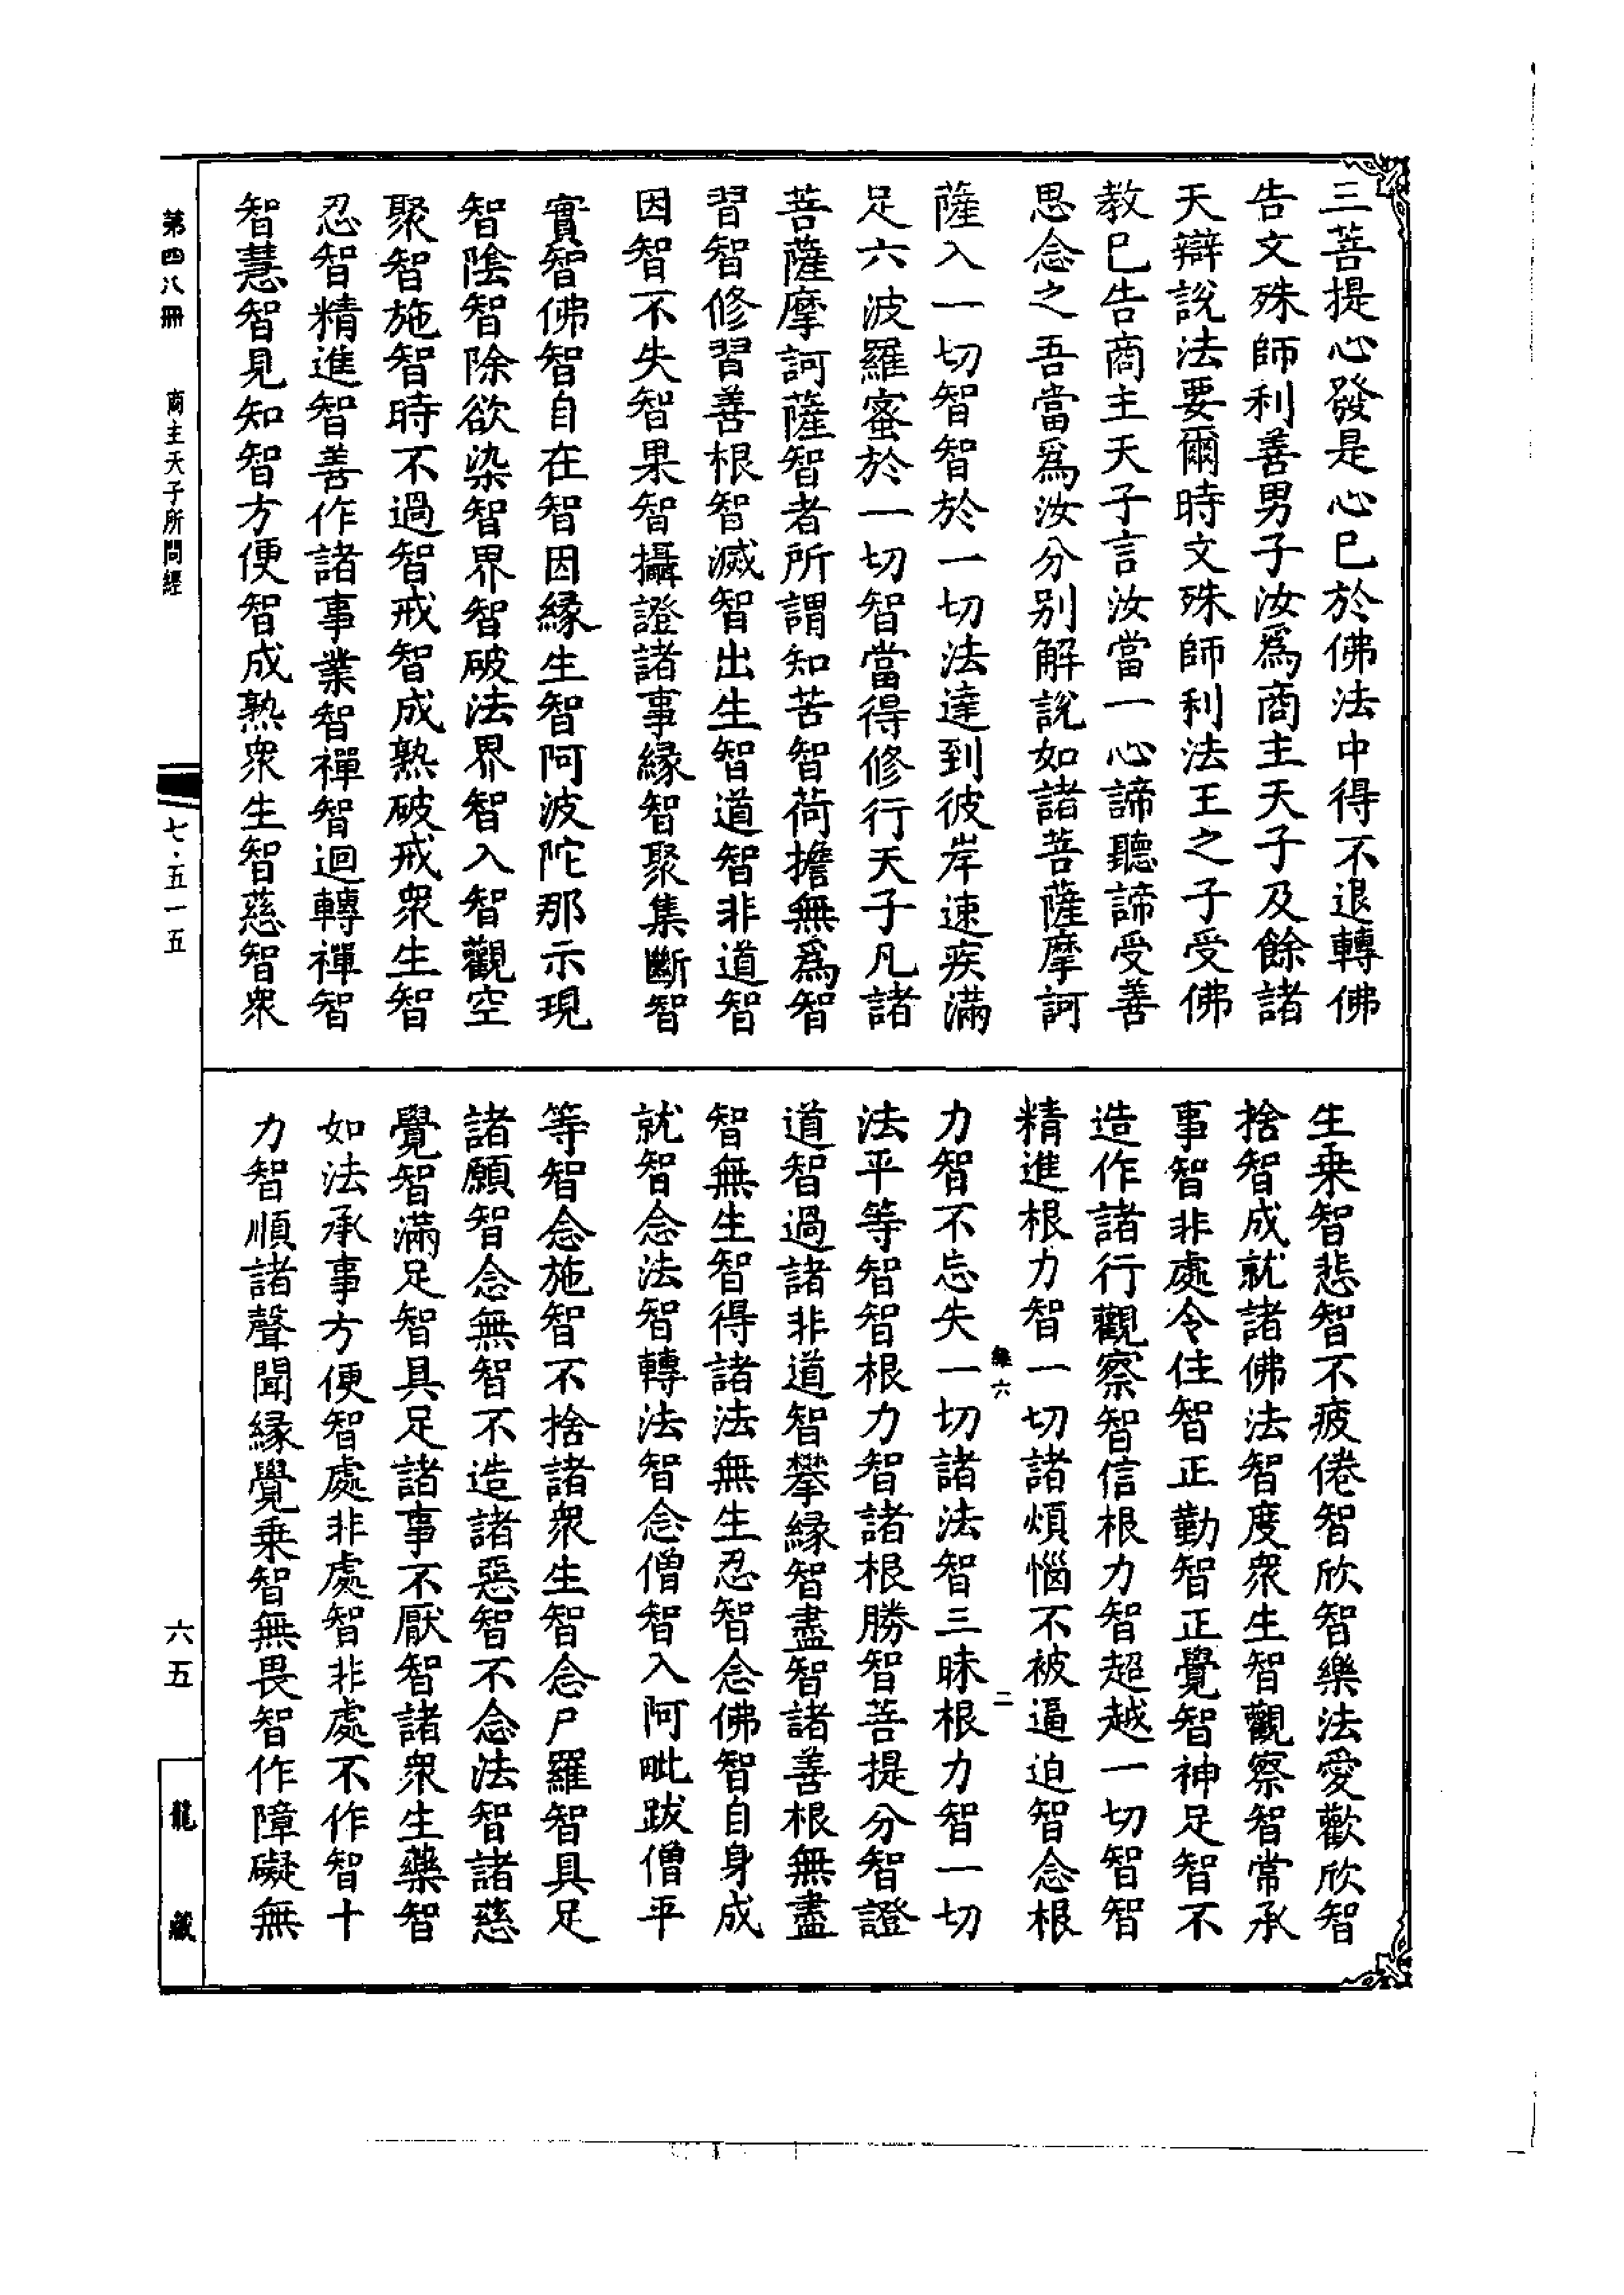 三菩提心發是心已於佛法中得不退轉佛
告文殊師利善男子汝爲商主天子及餘諸
天辯說法要爾時文殊師利法王之子受佛
教已告商主天子言汝當一心諦聽諦受善
思念之吾當爲汝分別解說如諸菩薩摩訶
薩入一切智智於一切法達到彼岸速疾滿
足六波羅蜜於一切智當得修行天子凡諸
菩薩摩訶薩智者所謂知苦智荷擔無爲智
習智修習善根智滅智出生智道智非道智
因智不失智果智攝證諸事緣智聚集斷智
實智佛智自在智因緣生智阿波陀那示現
智陰智除欲染智界智破法界智入智觀空
聚智施智時不過智戒智成熟破戒衆生智
忍智精進智善作諸事業智禪智迴轉禪智
智慧智見知智方便智成熟衆生智慈智衆
生乗智悲智不疲倦智欣智樂法愛歡欣智
捨智成就諸佛法智度衆生智觀察智常承
事智非處令住智正勤智正覺智神足智不
造作諸行觀察智信根力智超越一切智智
精進根力智一切諸煩惱不被逼迫智念根
力智不忘失一切諸法智三昧根力智一切
法平等智智根力智諸根勝智菩提分智證
道智過諸非道智攀緣智盡智諸善根無盡
智無生智得諸法無生忍智念佛智自身成
就智念法智轉法智念僧智入阿毗跋僧平
等智念施智不捨諸衆生智念尸羅智具足
諸願智念無智不造諸惡智不念法智諸慈
覺智滿足智具足諸事不厭智諸衆生藥智
如法承事方便智處非處智非處不作智十
力智順諸聲聞緣覺乗智無畏智作障礙無
六
二
第四八冊
商主天子所問經
七·五一五
六五
龍藏